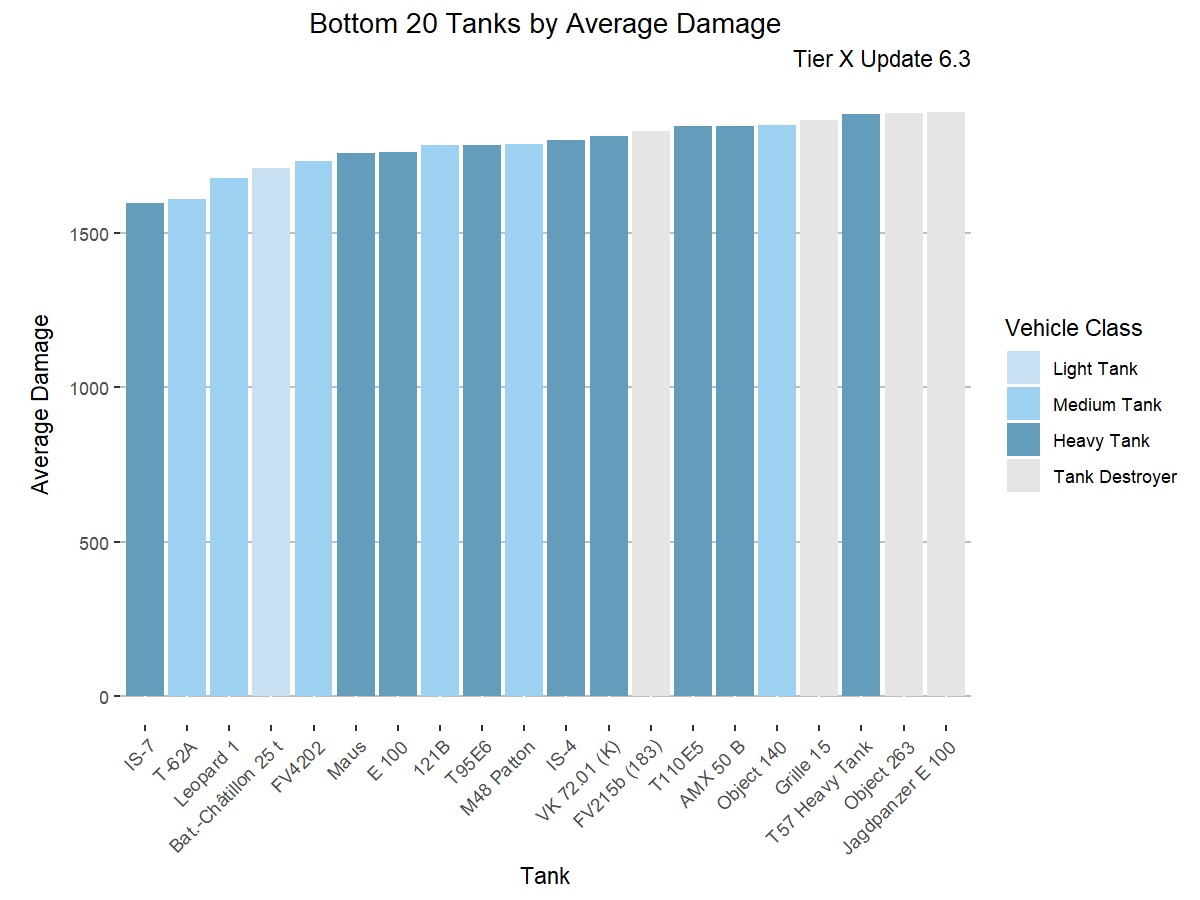 Bottom 20 Tanks by Average Damage
Tier X Update 6.3
Average Damage
1500
1000
500
0
IS-7
T-62A
Leopard 1
Bat.-Châtillon 25 t
FV4202
Maus
E 100
121B
T95E6
M48 Patton
IS-4
VK 72.01 (K)
FV215b (183)
T110E5
AMX 50 B
Object 140
Grille 15
T57 Heavy Tank
Object 263
Jagdpanzer E 100
Tank
Vehicle Class
Light Tank
Medium Tank
Heavy Tank
Tank Destroyer